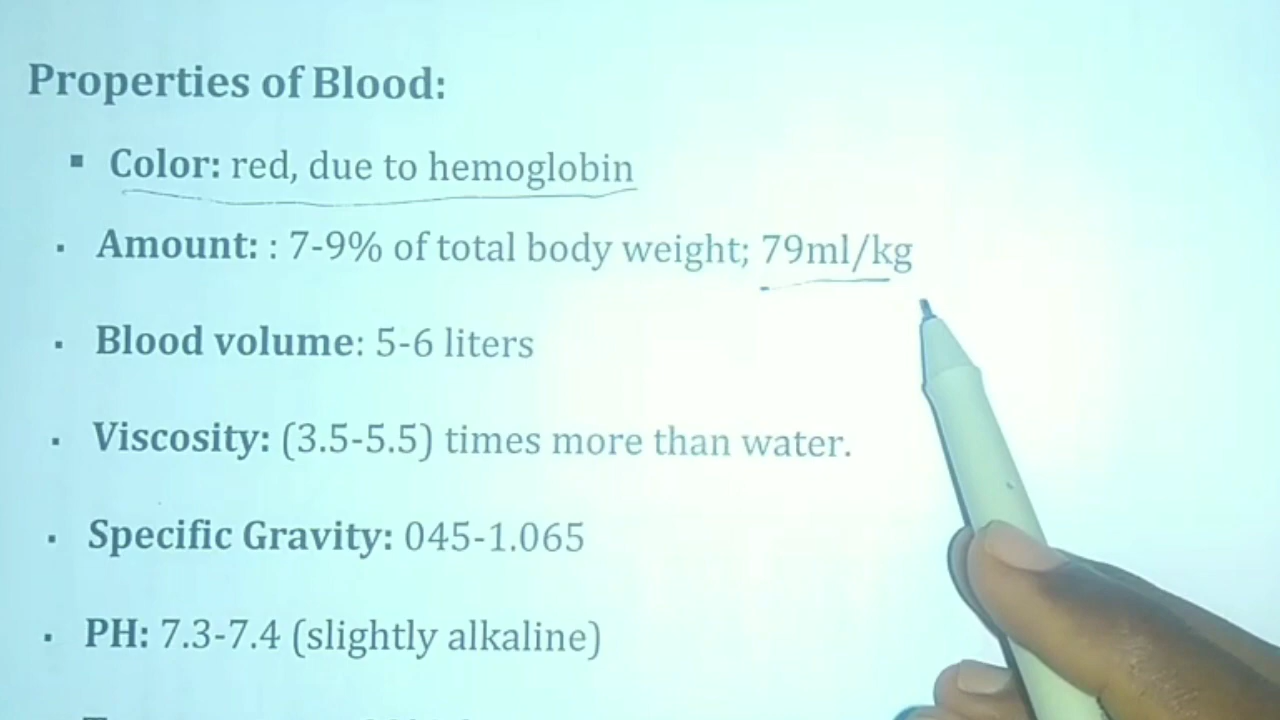 Properties of Blood:
▪ Color: red, due to hemoglobin
▪ Amount: : 7-9% of total body weight; 79ml/kg
▪ Blood volume: 5-6 liters
▪ Viscosity: (3.5-5.5) times more than water.
▪ Specific Gravity: 045-1.065
▪ PH: 7.3-7.4 (slightly alkaline)